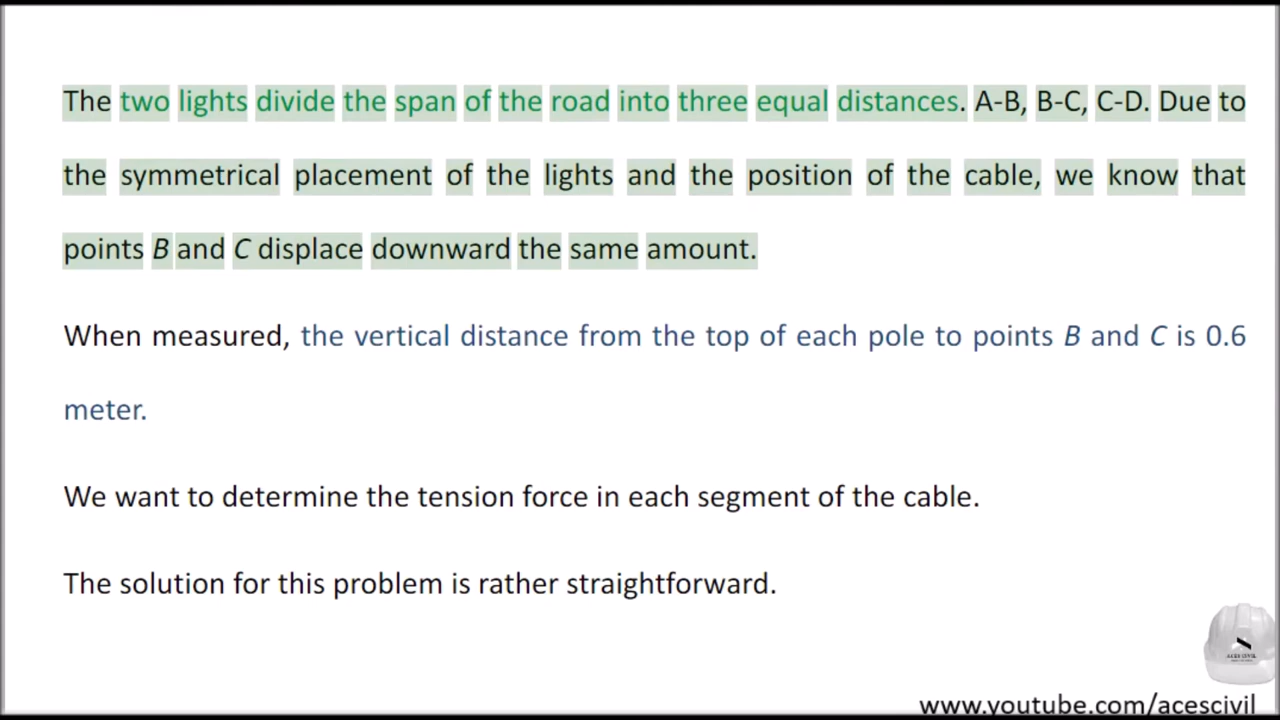 The two lights divide the span of the road into three equal distances. A-B, B-C, C-D. Due to
the symmetrical placement of the lights and the position of the cable, we know that
points B and C displace downward the same amount.
When measured, the vertical distance from the top of each pole to points B and C is 0.6
meter.
We want to determine the tension force in each segment of the cable.
The solution for this problem is rather straightforward.
ACES CIVIL
www.youtube.com/acescivil